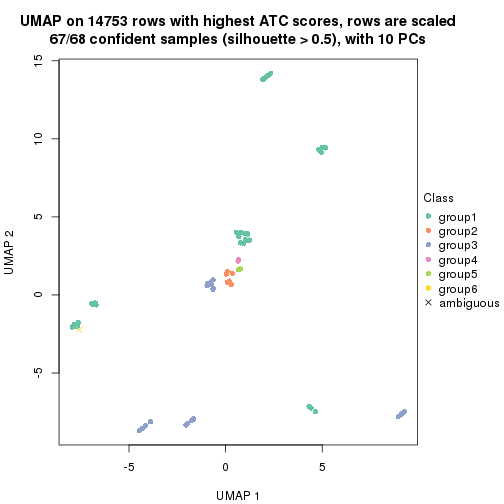 UMAP on 14753 rows with highest ATC scores, rows are scaled
67/68 confident samples (silhouette > 0.5), with 10 PCs
15
10
5
0
-5
UMAP 2
-5
0
5
UMAP 1
Class
group1
group2
group3
group4
group5
group6
ambiguous